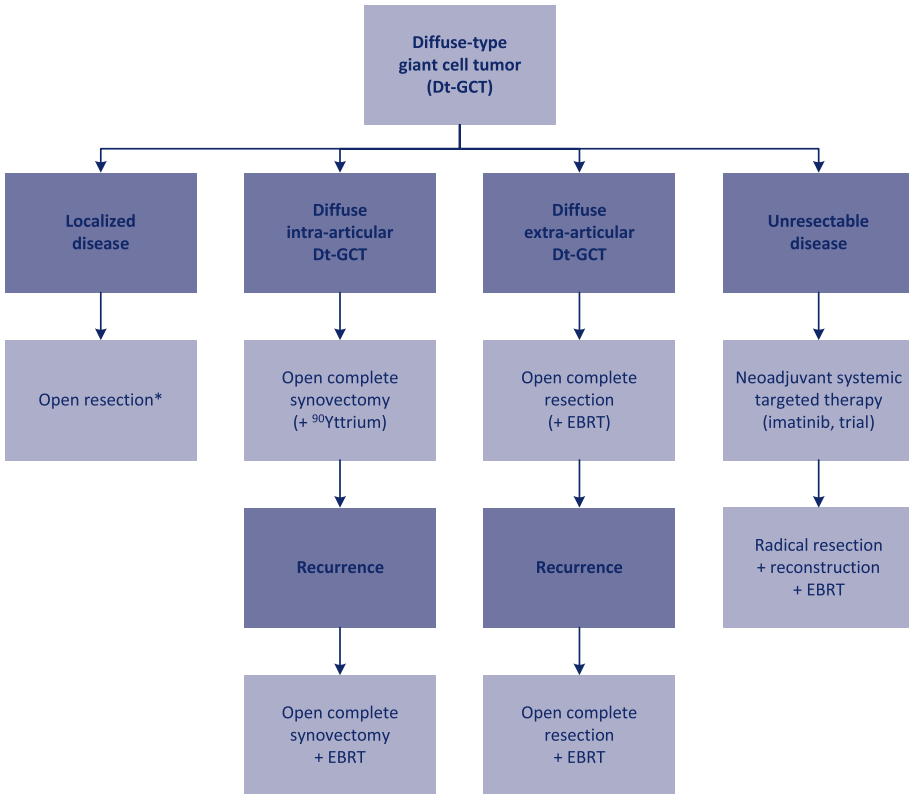 Diffuse-type
giant cell tumor
(Dt-GCT)
Localized
disease
Diffuse
intra-articular
Dt-GCT
Diffuse
extra-articular
Dt-GCT
Unresectable
disease
Open resection*
Open complete
synovectomy
(+ ⁹⁰Yttrium)
Open complete
resection
(+ EBRT)
Neoadjuvant systemic
targeted therapy
(imatinib, trial)
Recurrence
Recurrence
Radical resection
+ reconstruction
+ EBRT
Open complete
synovectomy
+ EBRT
Open complete
resection
+ EBRT